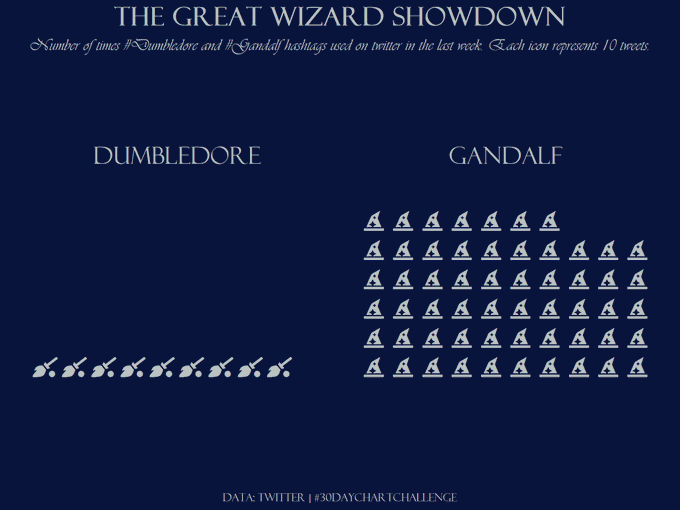 THE GREAT WIZARD SHOWDOWN
Number of times #Dumbledore and #Gandalf hashtags used on twitter in the last week. Each icon represents 10 tweets.
DUMBLEDORE
GANDALF
DATA: TWITTER | #30DAYCHARTCHALLENGE